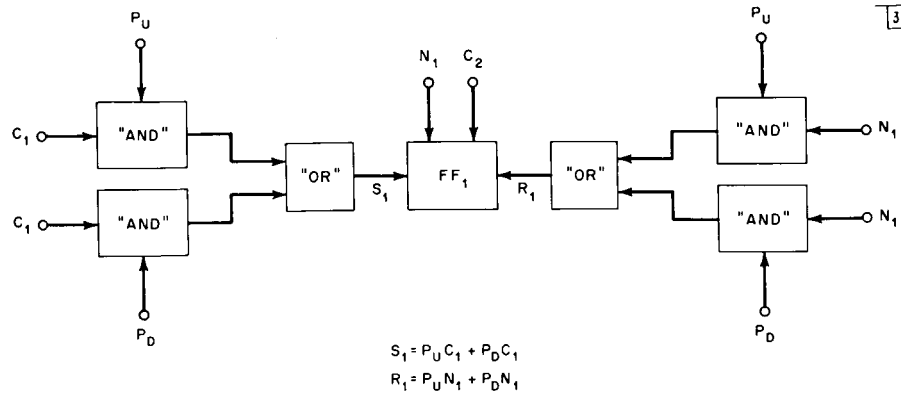 P_U
N_1
C_2
P_U
3
C_1
"AND"
"AND"
N_1
"OR"
S_1
FF_1
R_1
"OR"
C_1
"AND"
"AND"
N_1
P_D
P_D
S_1 = P_U C_1 + P_D C_1
R_1 = P_U N_1 + P_D N_1